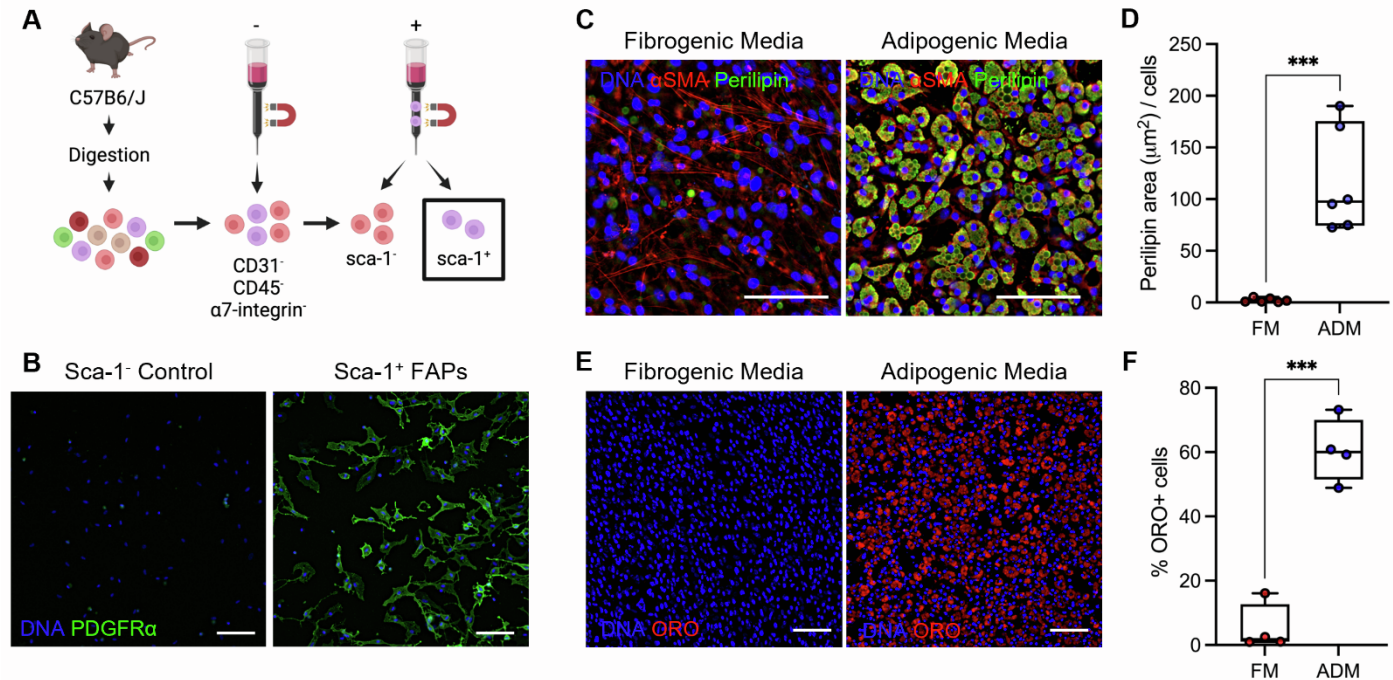 A
-
+
C57B6/J
Digestion
CD31⁻
CD45⁻
α7-integrin⁻
sca-1⁻
sca-1⁺
B
Sca-1⁻ Control
Sca-1⁺ FAPs
DNA PDGFRα
C
Fibrogenic Media
Adipogenic Media
DNA αSMA Perilipin
DNA αSMA Perilipin
D
Perilipin area (μm²) / cells
250
200
150
100
50
0
***
FM
ADM
E
Fibrogenic Media
Adipogenic Media
DNA ORO
DNA ORO
F
% ORO+ cells
80
60
40
20
0
***
FM
ADM